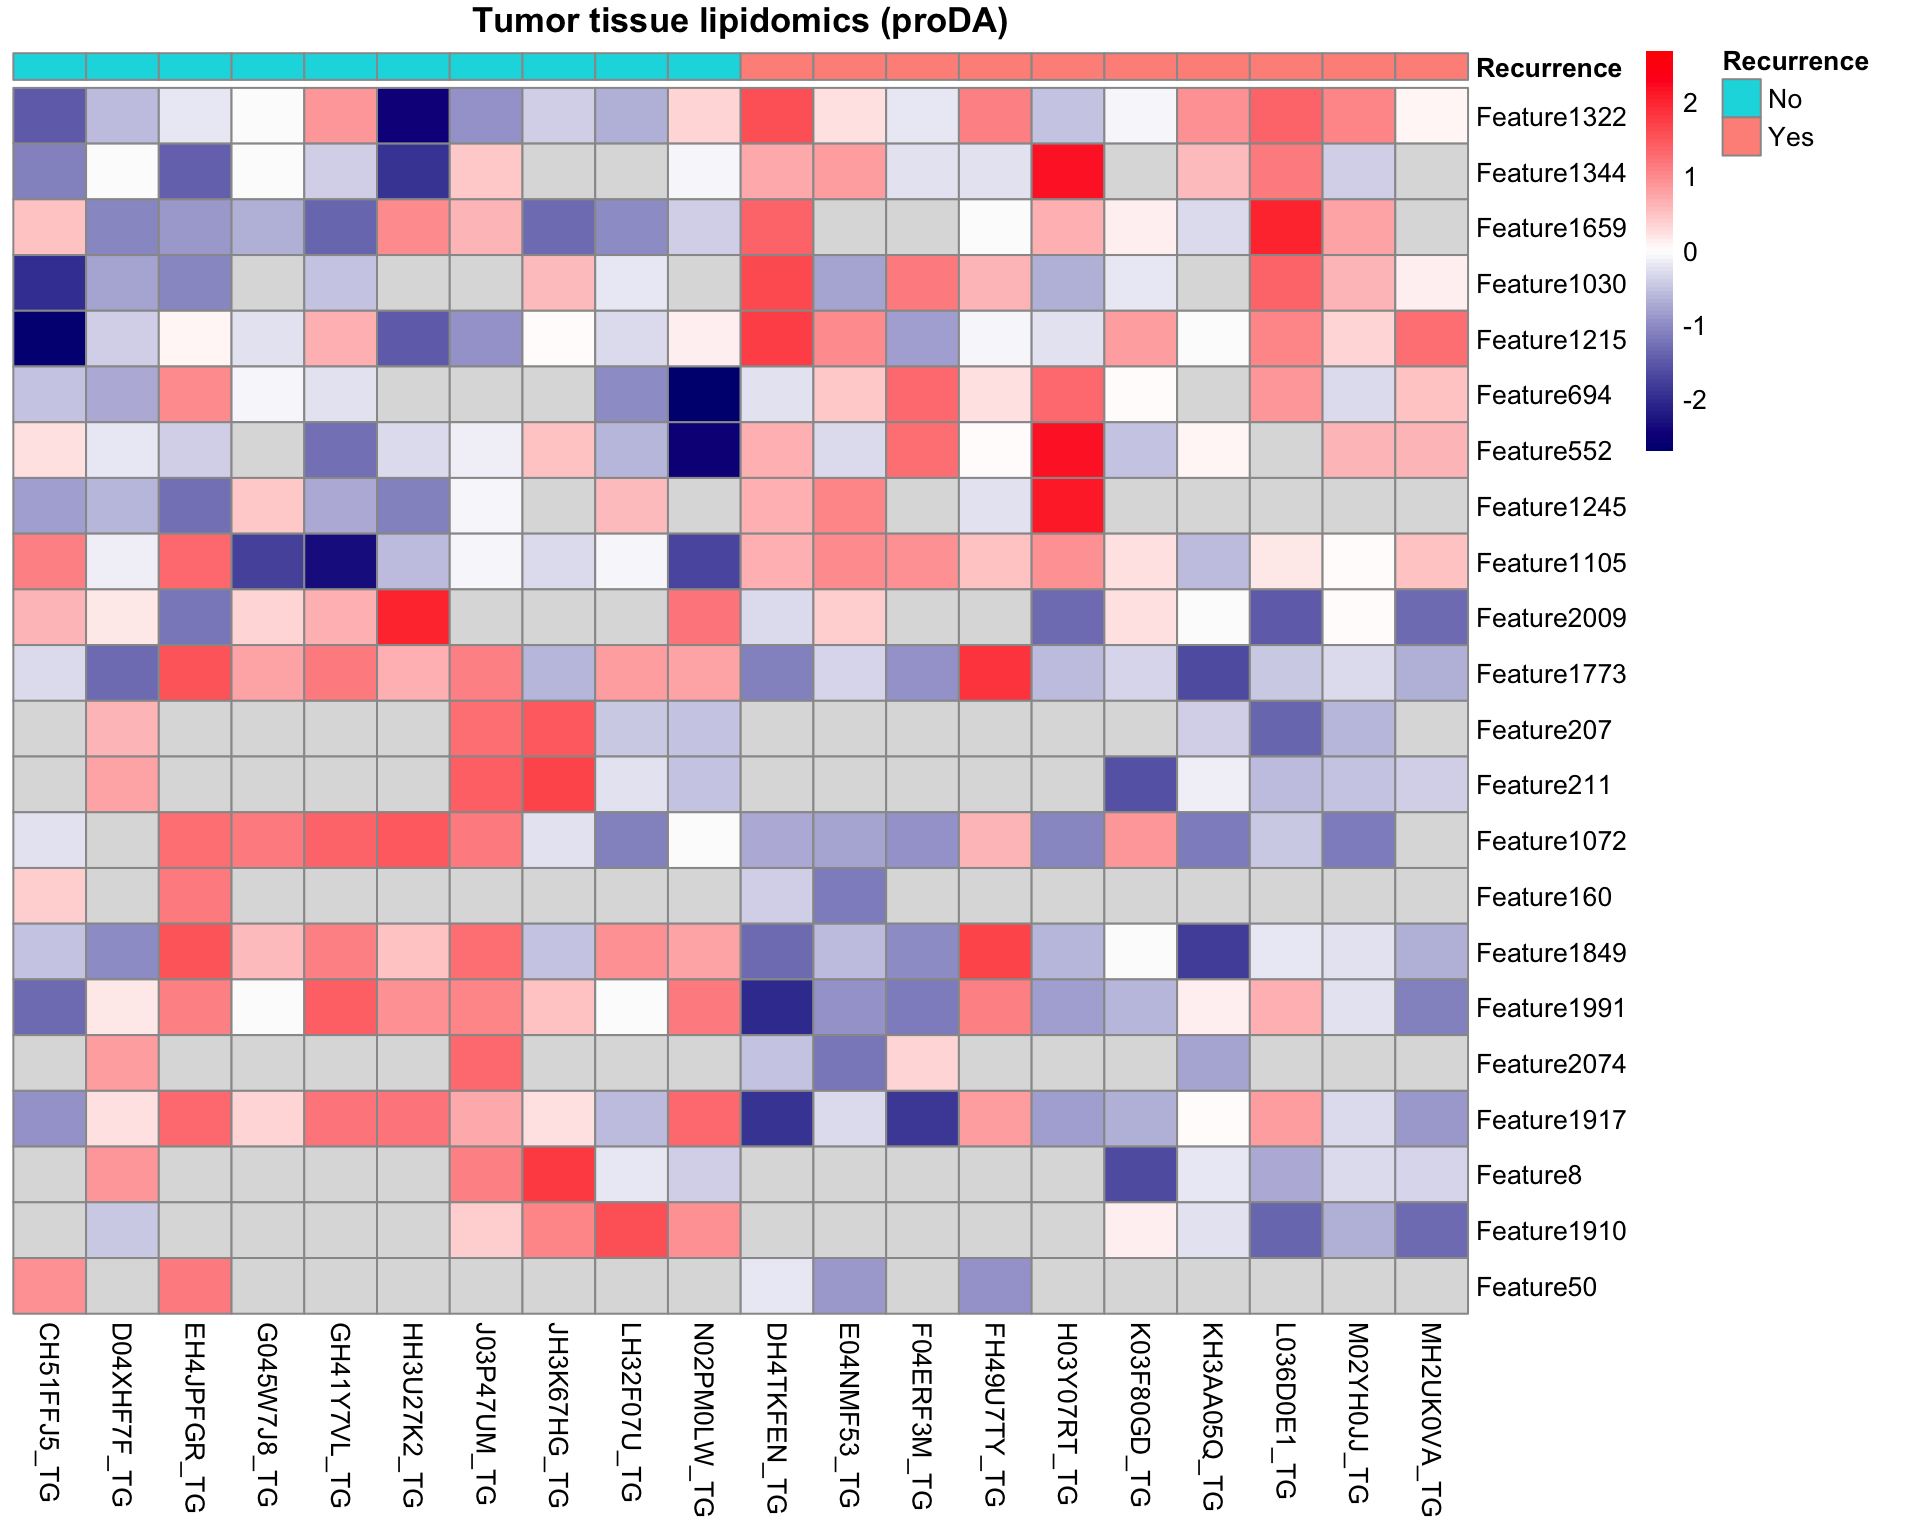 Tumor tissue lipidomics (proDA)
Recurrence
Feature1322
Feature1344
Feature1659
Feature1030
Feature1215
Feature694
Feature552
Feature1245
Feature1105
Feature2009
Feature1773
Feature207
Feature211
Feature1072
Feature160
Feature1849
Feature1991
Feature2074
Feature1917
Feature8
Feature1910
Feature50
CH51FFJ5_TG
D04XHF7F_TG
EH4JPFGR_TG
G045W7J8_TG
GH41Y7VL_TG
HH3U27K2_TG
J03P47UM_TG
JH3K67HG_TG
LH32F07U_TG
N02PM0LW_TG
DH4TKFEN_TG
E04NMF53_TG
F04ERF3M_TG
FH49U7TY_TG
H03Y07RT_TG
K03F80GD_TG
KH3AA05Q_TG
L036D0E1_TG
M02YH0JJ_TG
MH2UK0VA_TG
2
1
0
-1
-2
Recurrence
No
Yes